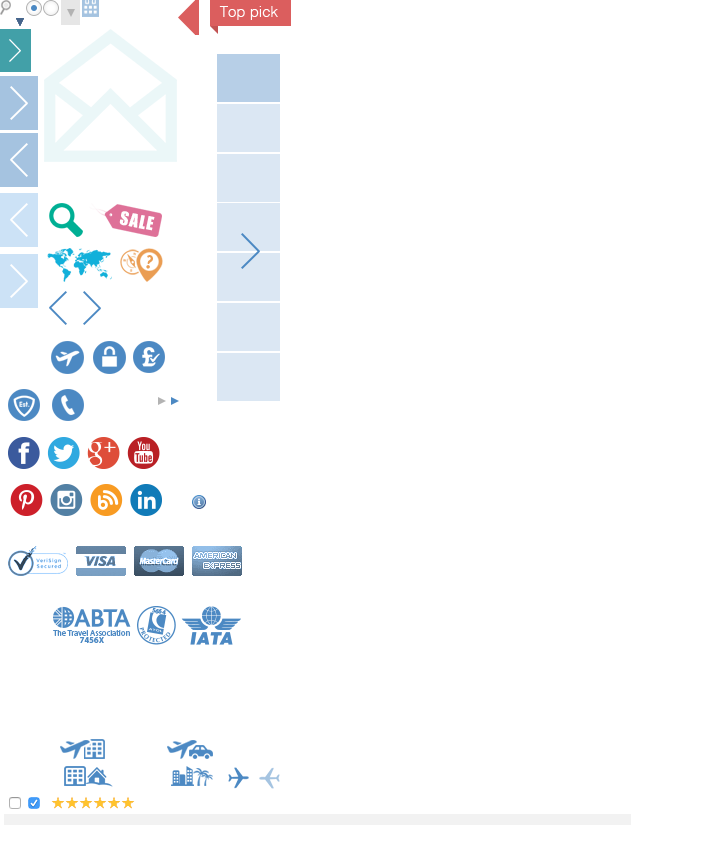 Top pick
SALE
?
£
Est.
f
g+
You
Tube
in
i
VeriSign
Secured
VISA
MasterCard
AMERICAN
EXPRESS
ABTA
The Travel Association
7456X
PROTECTED
IATA